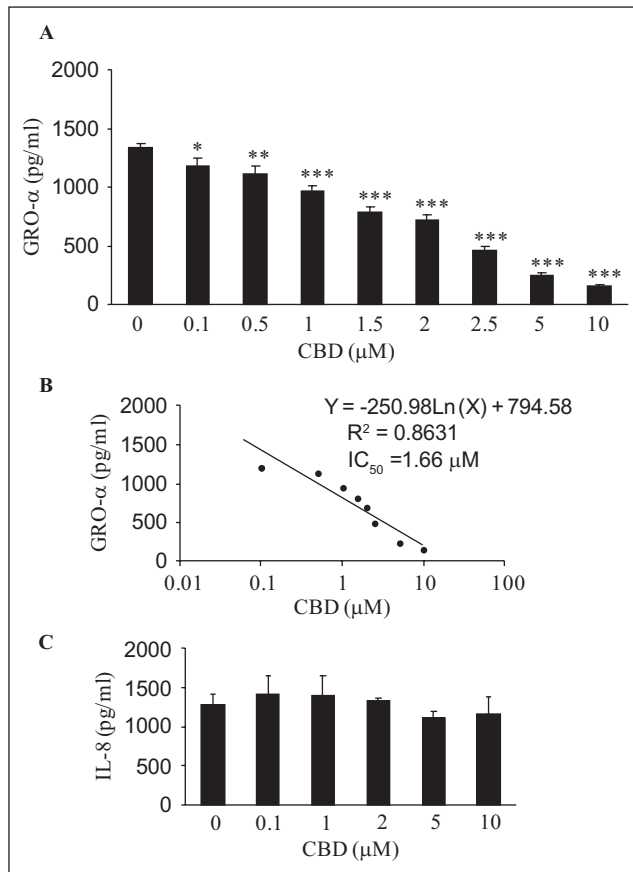 A
2000
1500
1000
500
0
GRO-α (pg/ml)
* ** *** *** *** *** *** ***
0 0.1 0.5 1 1.5 2 2.5 5 10
CBD (μM)
B
Y = -250.98Ln(X) + 794.58
R² = 0.8631
IC₅₀ =1.66 μM
2000
1500
1000
500
0
GRO-α (pg/ml)
0.01 0.1 1 10 100
CBD (μM)
C
2000
1500
1000
500
0
IL-8 (pg/ml)
0 0.1 1 2 5 10
CBD (μM)